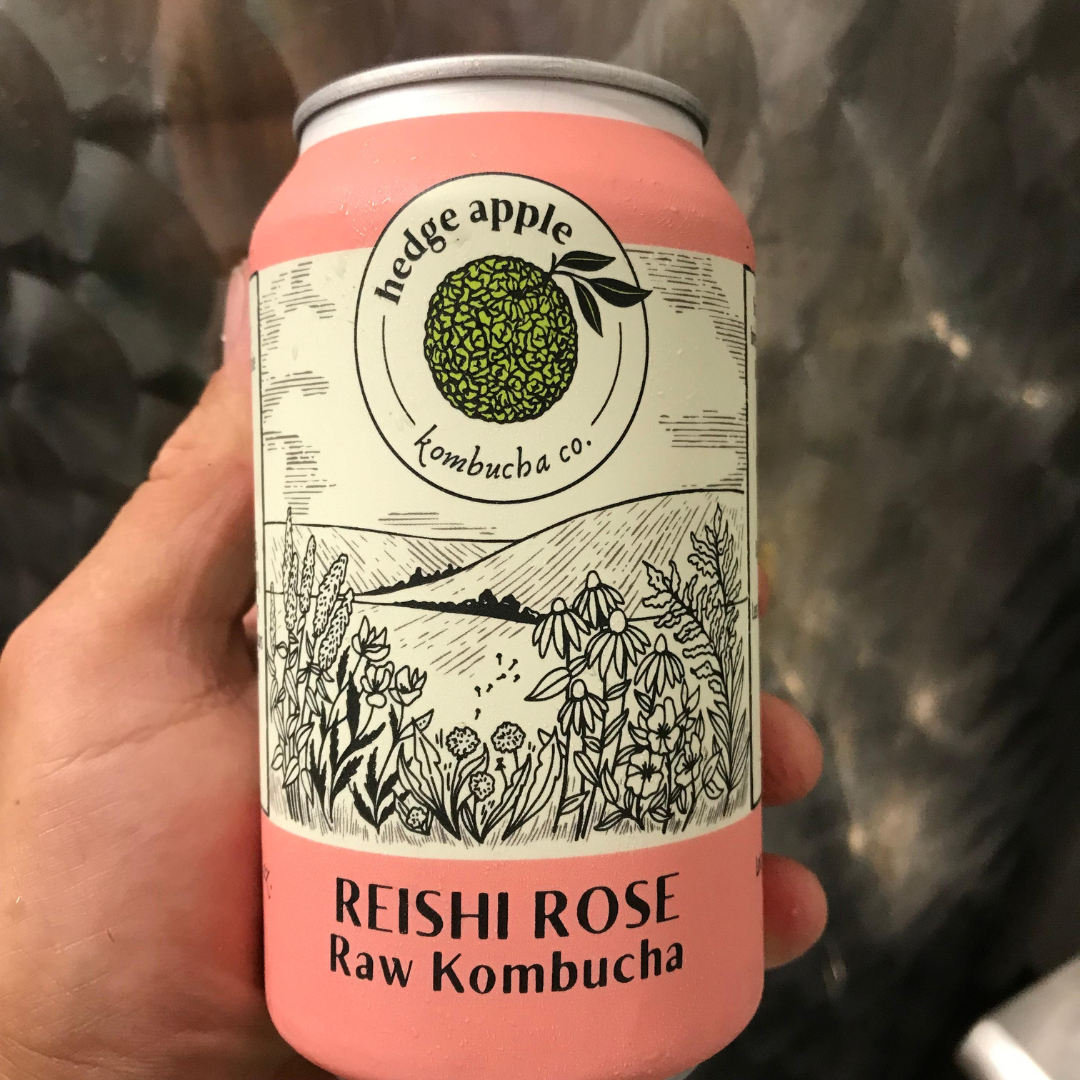 hedge apple
kombucha co.
REISHI ROSE
Raw Kombucha